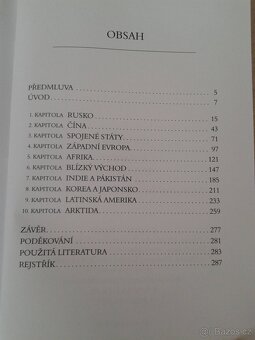 OBSAH
PŘEDMLUVA 5
ÚVOD 7
1. KAPITOLA RUSKO 15
2. KAPITOLA ČÍNA 43
3. KAPITOLA SPOJENÉ STÁTY 71
4. KAPITOLA ZÁPADNÍ EVROPA 97
5. KAPITOLA AFRIKA 121
6. KAPITOLA BLÍZKÝ VÝCHOD 147
7. KAPITOLA INDIE A PÁKISTÁN 185
8. KAPITOLA KOREA A JAPONSKO 211
9. KAPITOLA LATINSKÁ AMERIKA 233
10. KAPITOLA ARKTIDA 259
ZÁVĚR 277
PODĚKOVÁNÍ 281
POUŽITÁ LITERATURA 283
REJSTŘÍK 287
Bazoš.cz